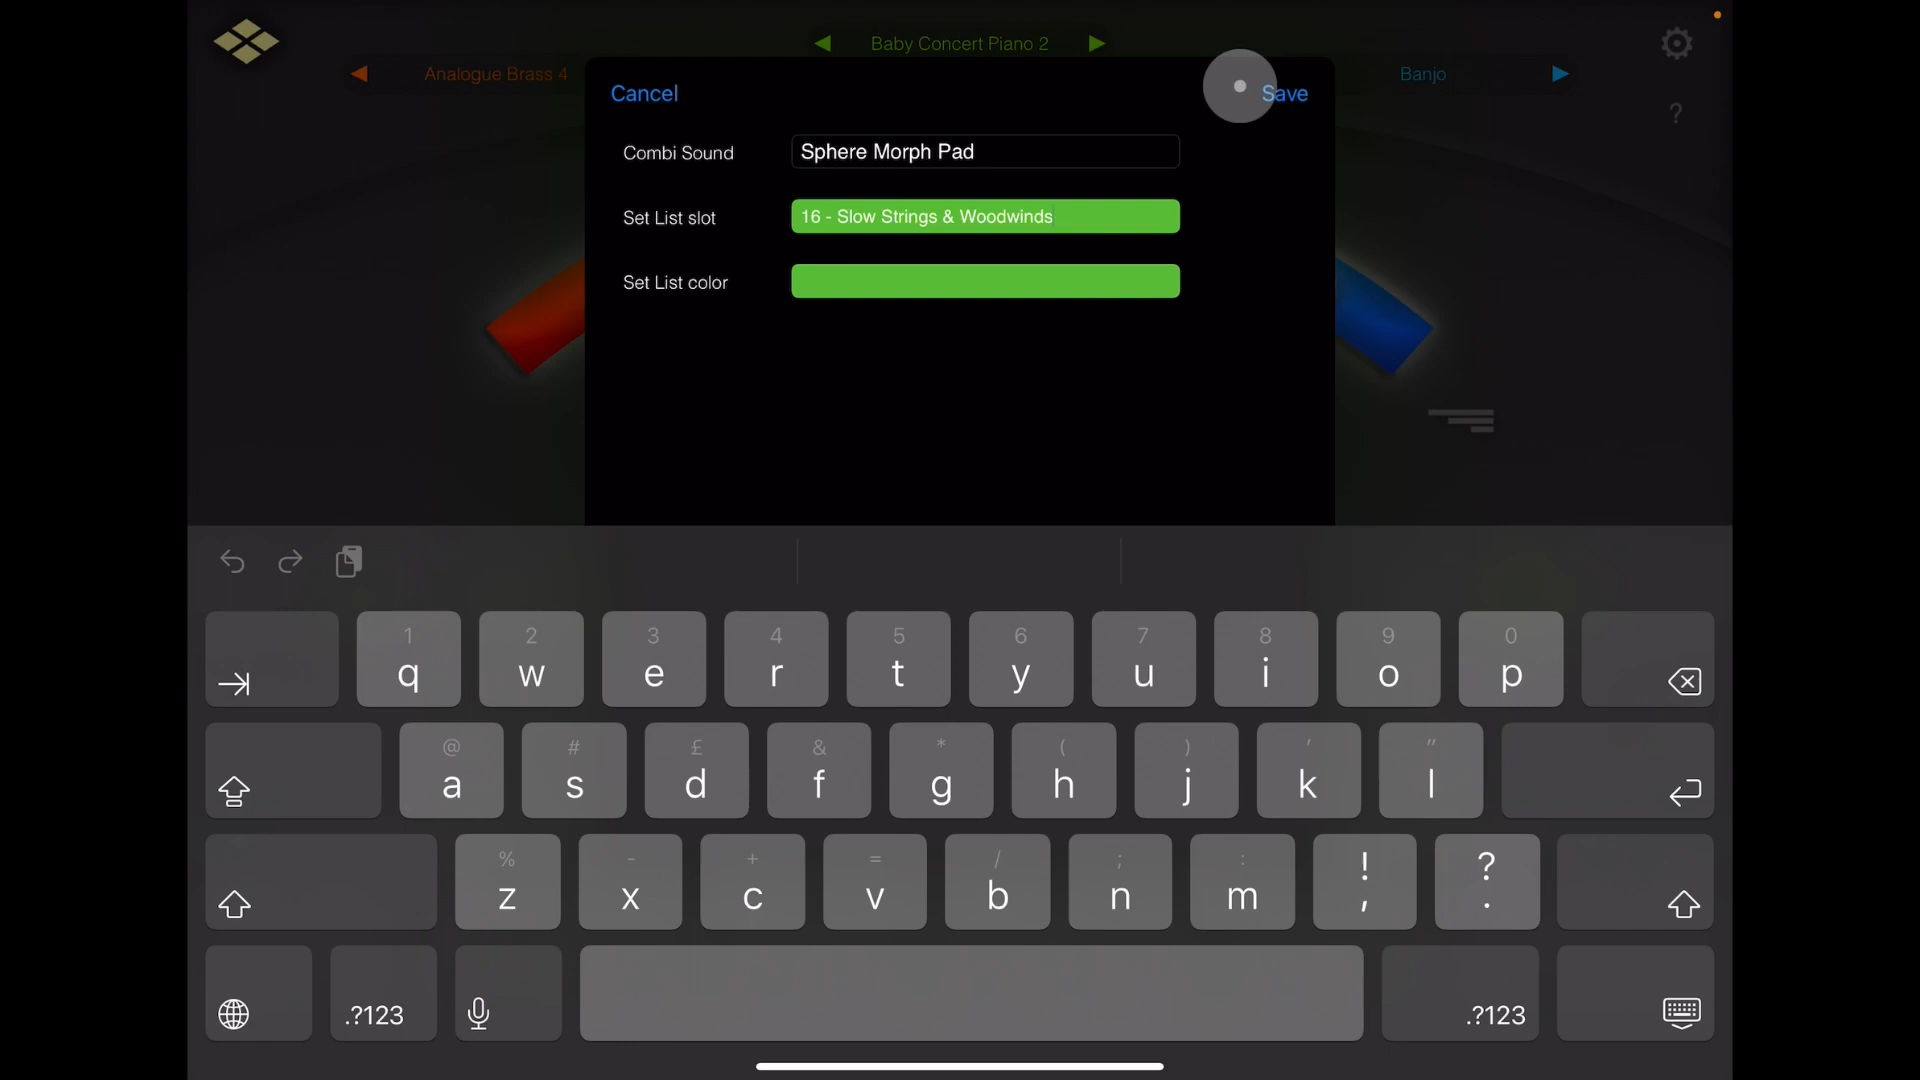 Baby Concert Piano 2
Analogue Brass 4
Banjo
Cancel
Save
?
Combi Sound
Sphere Morph Pad
Set List slot
16 - Slow Strings & Woodwinds
Set List color
1 2 3 4 5 6 7 8 9 0
q w e r t y u i o p
@ # £ & * ( ) ' "
a s d f g h j k l
% - + = / ; : ! ?
z x c v b n m , .
.?123
.?123